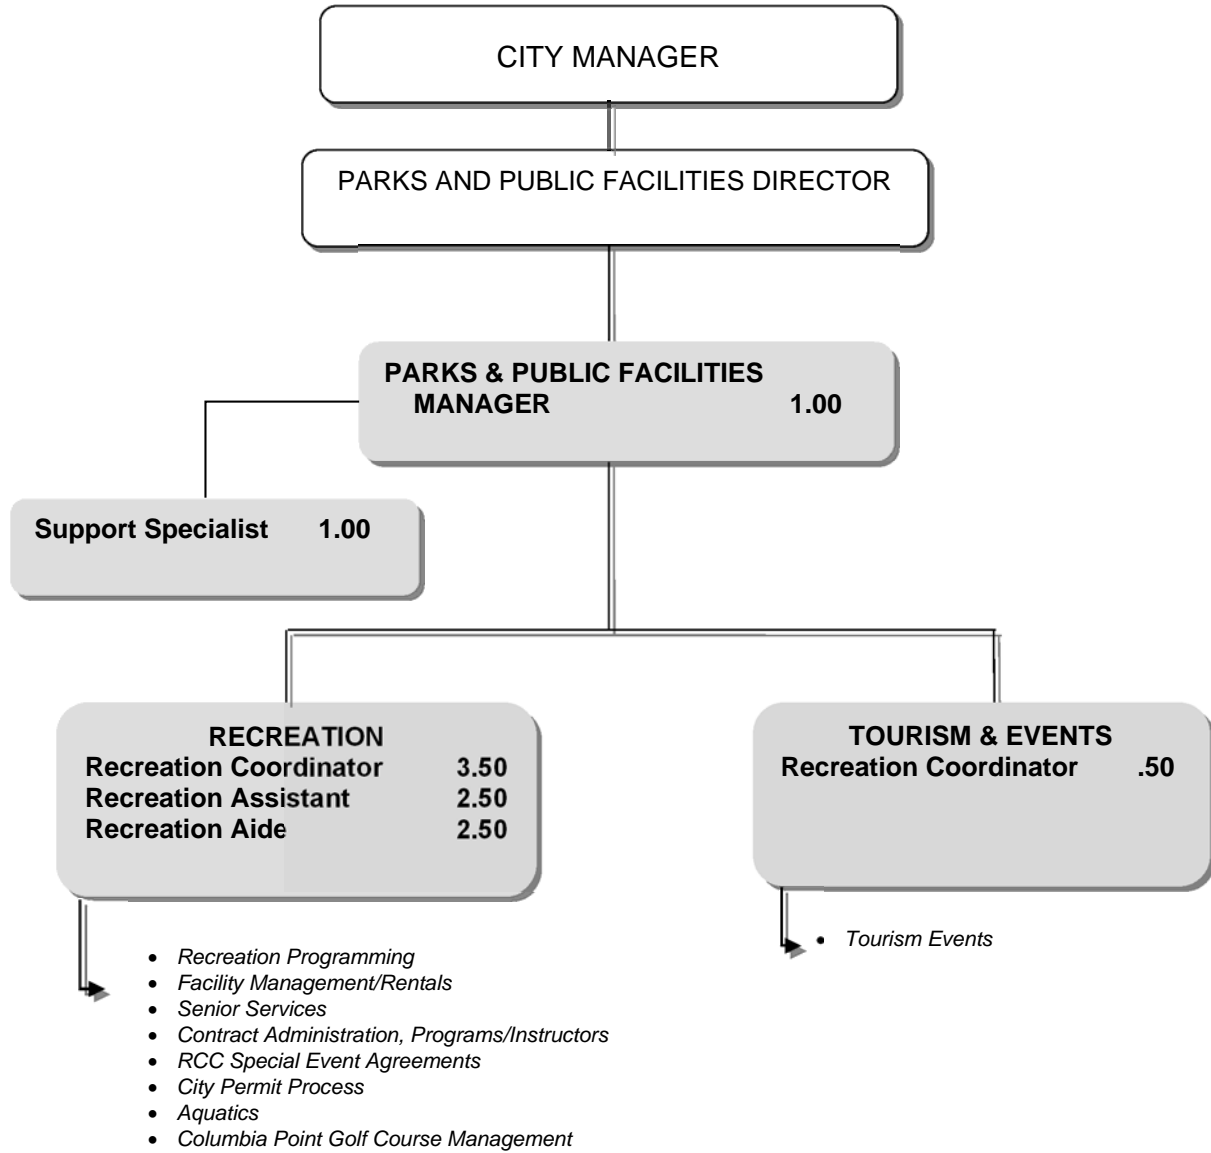 CITY MANAGER
PARKS AND PUBLIC FACILITIES DIRECTOR
PARKS & PUBLIC FACILITIES
MANAGER 1.00
Support Specialist 1.00
RECREATION
Recreation Coordinator 3.50
Recreation Assistant 2.50
Recreation Aide 2.50
TOURISM & EVENTS
Recreation Coordinator .50
• Recreation Programming
• Facility Management/Rentals
• Senior Services
• Contract Administration, Programs/Instructors
• RCC Special Event Agreements
• City Permit Process
• Aquatics
• Columbia Point Golf Course Management
• Tourism Events